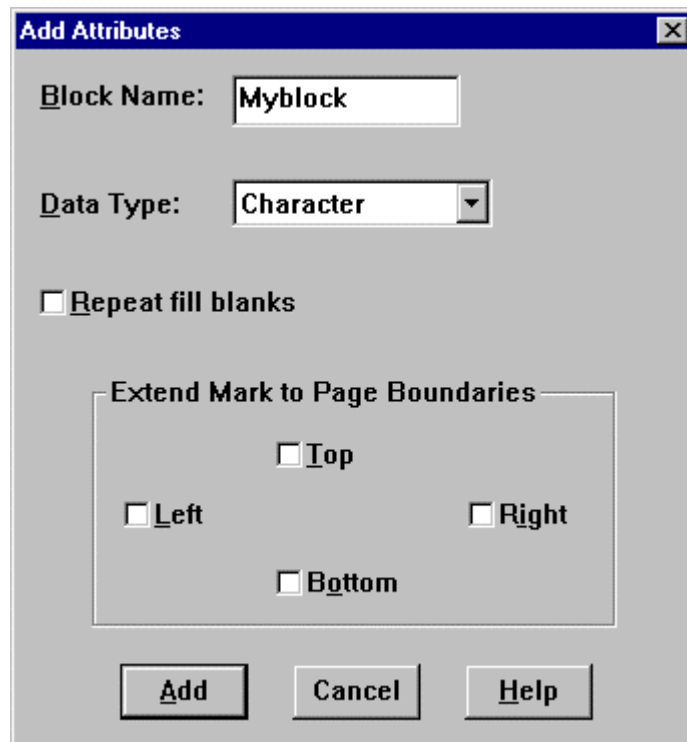 Add Attributes
Block Name: Myblock
Data Type: Character
Repeat fill blanks
Extend Mark to Page Boundaries
Top
Left Right
Bottom
Add Cancel Help